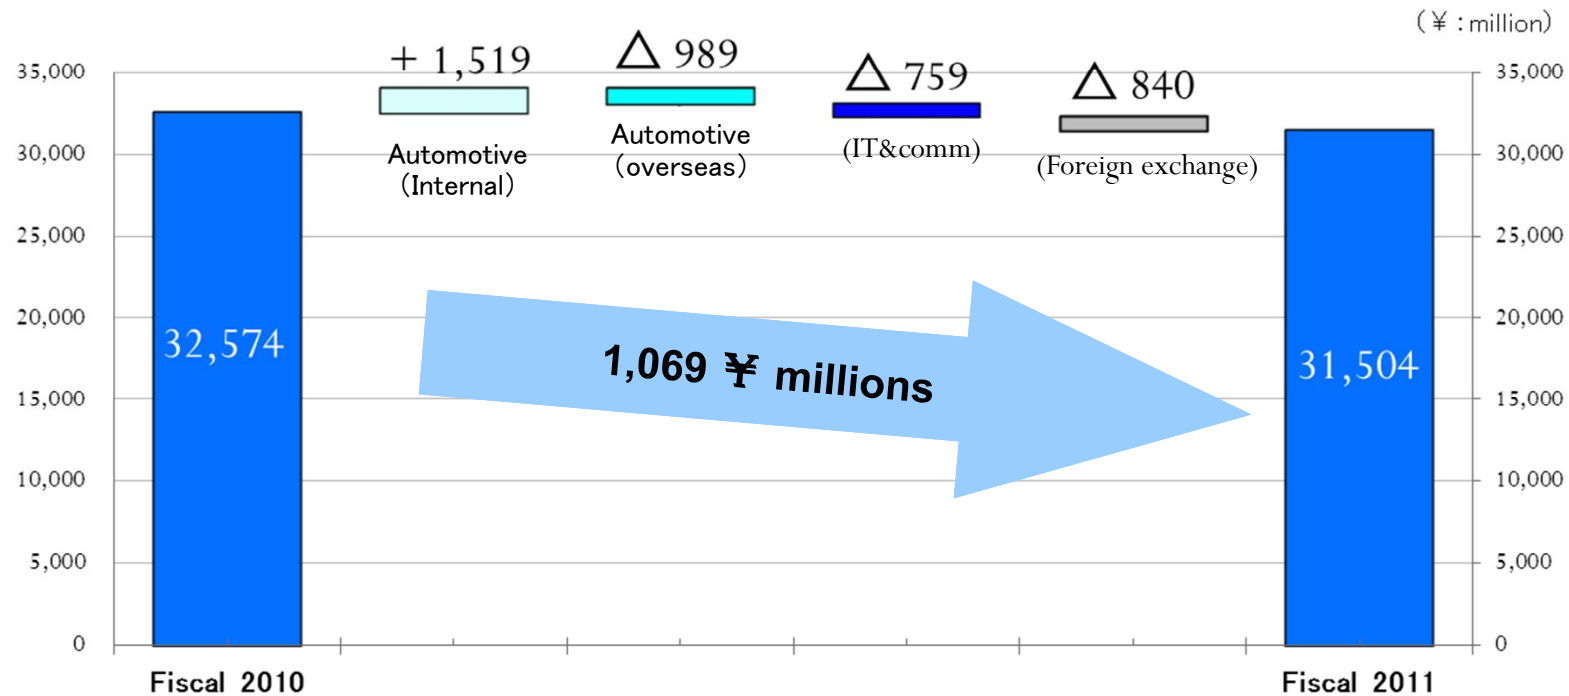 (￥:million)
+ 1,519
△ 989
△ 759
△ 840
Automotive
(Internal)
Automotive
(overseas)
(IT&comm)
(Foreign exchange)
35,000
30,000
25,000
20,000
15,000
10,000
5,000
0
32,574
1,069 ￥ millions
31,504
35,000
30,000
25,000
20,000
15,000
10,000
5,000
0
Fiscal 2010
Fiscal 2011